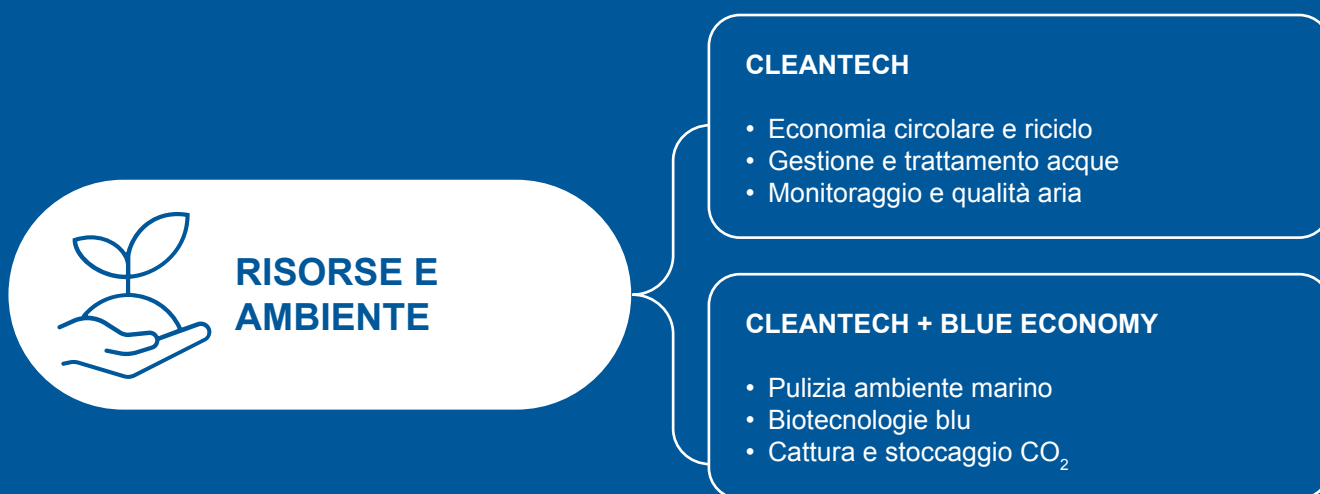 RISORSE E
AMBIENTE
CLEANTECH
• Economia circolare e riciclo
• Gestione e trattamento acque
• Monitoraggio e qualità aria
CLEANTECH + BLUE ECONOMY
• Pulizia ambiente marino
• Biotecnologie blu
• Cattura e stoccaggio CO₂